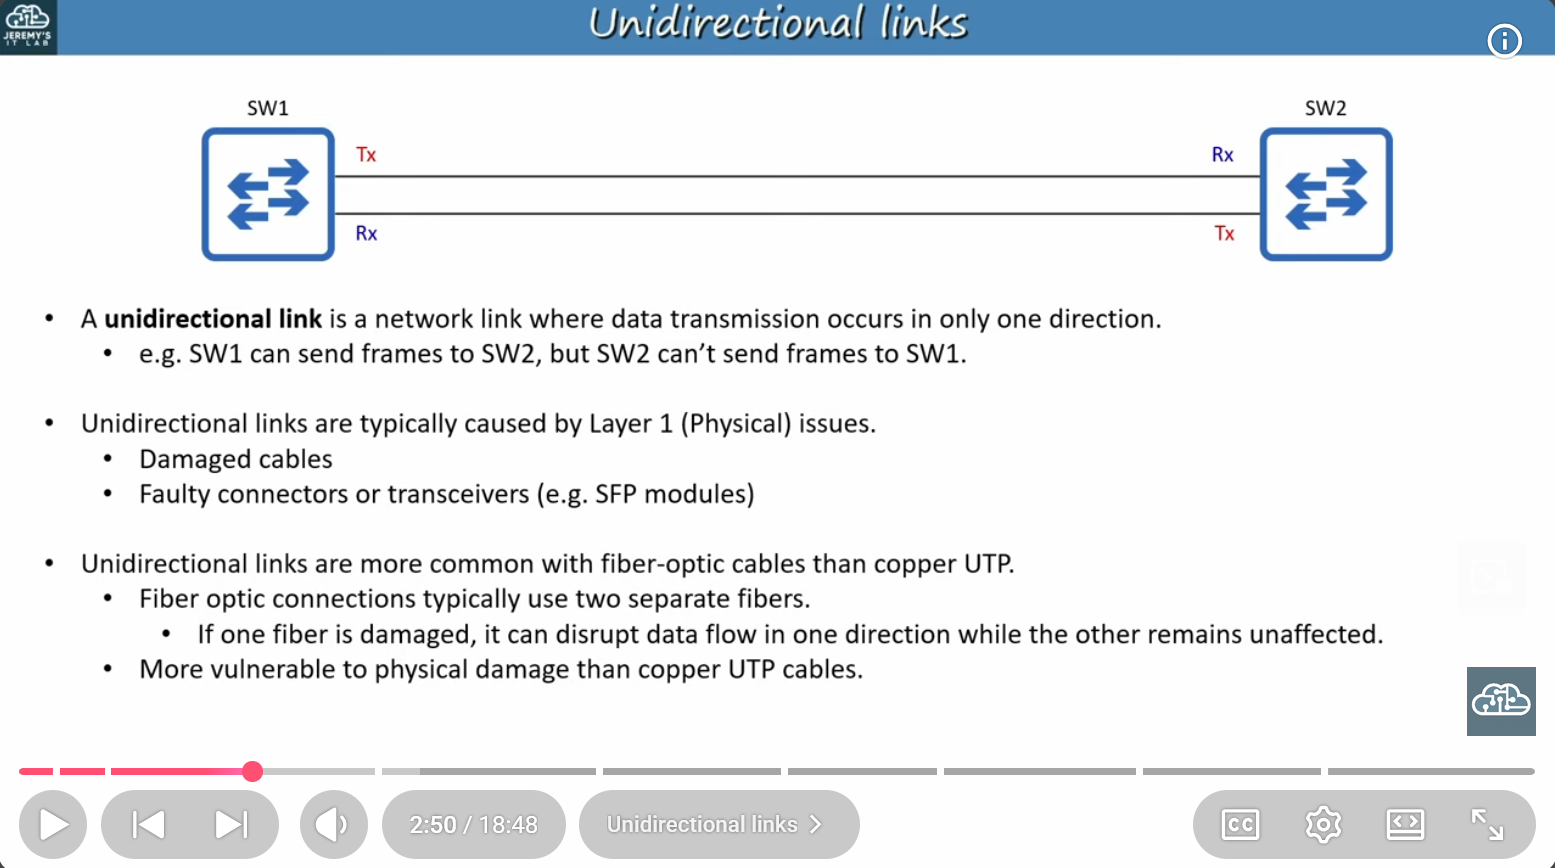 JEREMY'S
IT LAB
Unidirectional links
SW1
SW2
Tx
Rx
Rx
Tx
• A unidirectional link is a network link where data transmission occurs in only one direction.
• e.g. SW1 can send frames to SW2, but SW2 can't send frames to SW1.
• Unidirectional links are typically caused by Layer 1 (Physical) issues.
• Damaged cables
• Faulty connectors or transceivers (e.g. SFP modules)
• Unidirectional links are more common with fiber-optic cables than copper UTP.
• Fiber optic connections typically use two separate fibers.
• If one fiber is damaged, it can disrupt data flow in one direction while the other remains unaffected.
• More vulnerable to physical damage than copper UTP cables.
2:50 / 18:48
Unidirectional links
CC